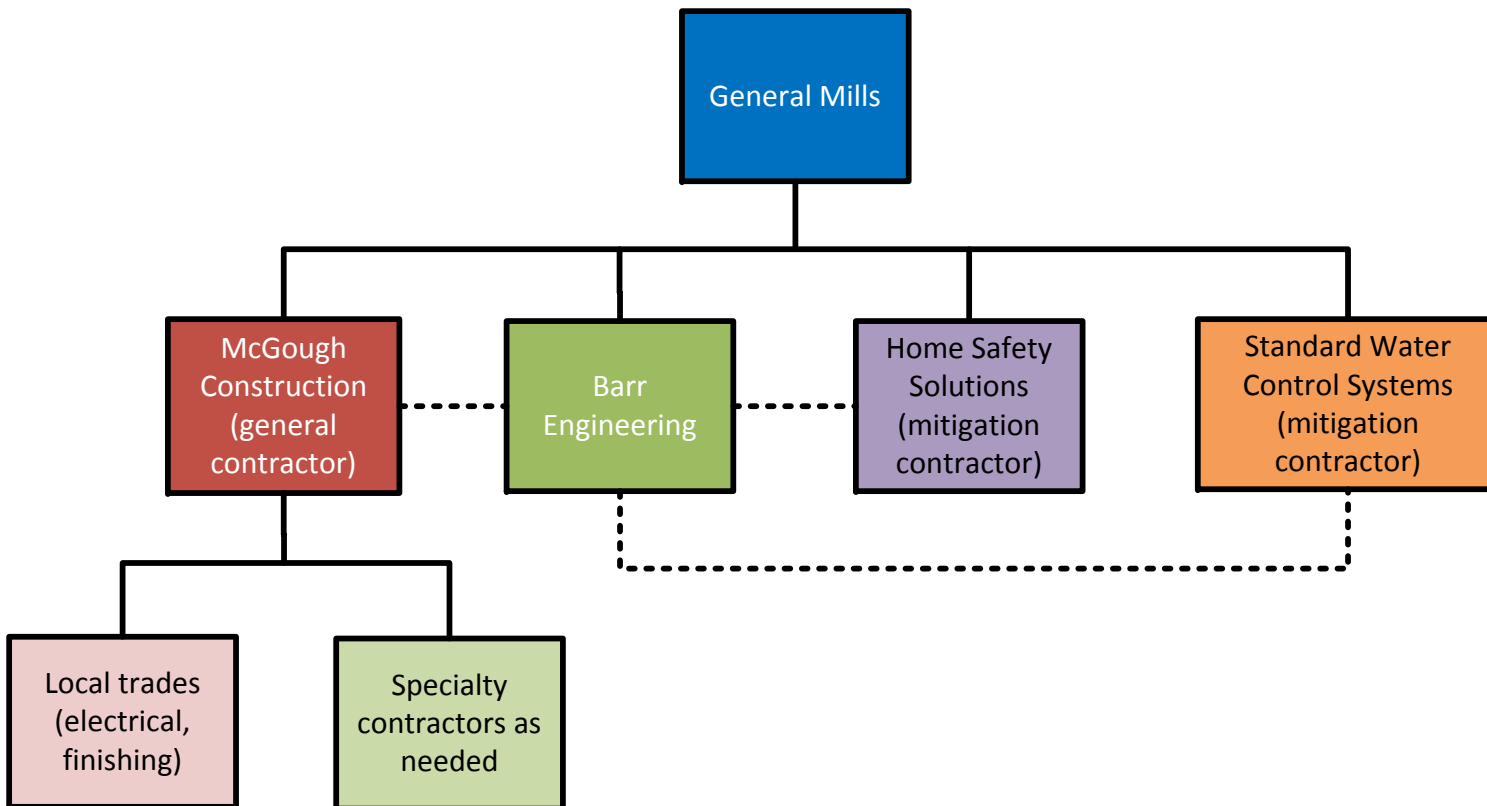 General Mills
McGough
Construction
(general
contractor)
Barr
Engineering
Home Safety
Solutions
(mitigation
contractor)
Standard Water
Control Systems
(mitigation
contractor)
Local trades
(electrical,
finishing)
Specialty
contractors as
needed